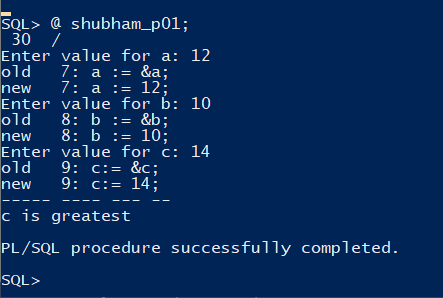 SQL> @ shubham_p01;
 30  /
Enter value for a: 12
old   7: a := &a;
new   7: a := 12;
Enter value for b: 10
old   8: b := &b;
new   8: b := 10;
Enter value for c: 14
old   9: c:= &c;
new   9: c:= 14;
----- ---- --- --
c is greatest
PL/SQL procedure successfully completed.
SQL>